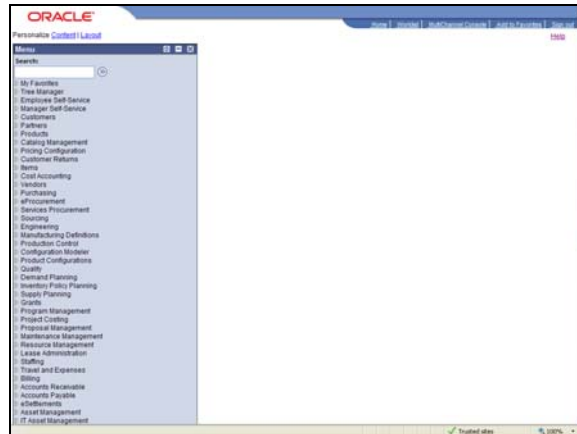 ORACLE
Home | Worklist | MultiChannel Console | Add to Favorites | Sign out
Personalize Content | Layout
Help
Menu
Search:
My Favorites
Tree Manager
Employee Self-Service
Manager Self-Service
Customers
Partners
Products
Catalog Management
Pricing Configuration
Customer Returns
Items
Cost Accounting
Vendors
Purchasing
eProcurement
Services Procurement
Sourcing
Engineering
Manufacturing Definitions
Production Control
Configuration Modeler
Product Configurations
Quality
Demand Planning
Inventory Policy Planning
Supply Planning
Grants
Program Management
Project Costing
Proposal Management
Maintenance Management
Resource Management
Lease Administration
Staffing
Travel and Expenses
Billing
Accounts Receivable
Accounts Payable
eSettlements
Asset Management
IT Asset Management
Trusted sites
100%